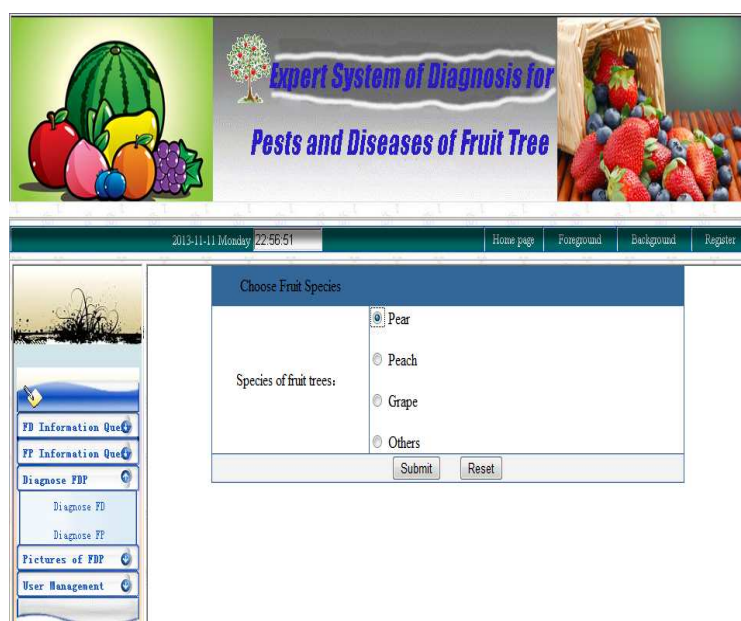 Expert System of Diagnosis for
Pests and Diseases of Fruit Tree
2013-11-11 Monday 22:56:51 Home page Foreground Background Register
Choose Fruit Species
Species of fruit trees:
Pear
Peach
Grape
Others
Submit Reset
FD Information Que
FP Information Que
Diagnose FDP
Diagnose FD
Diagnose FP
Pictures of FDP
User Management